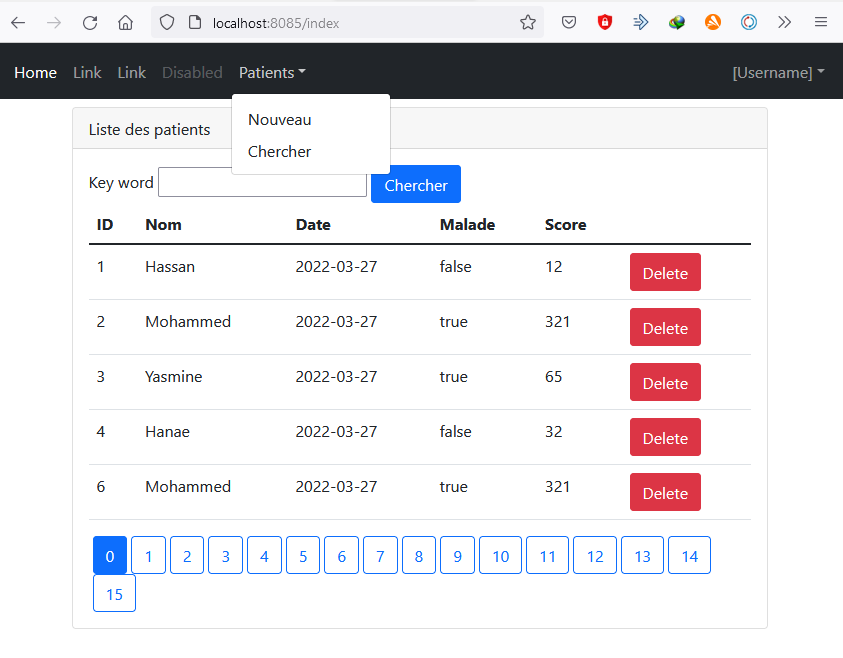 localhost:8085/index
Home Link Link Disabled Patients [Username]
Nouveau
Liste des patients
Chercher
Key word Chercher
ID Nom Date Malade Score
1 Hassan 2022-03-27 false 12 Delete
2 Mohammed 2022-03-27 true 321 Delete
3 Yasmine 2022-03-27 true 65 Delete
4 Hanae 2022-03-27 false 32 Delete
6 Mohammed 2022-03-27 true 321 Delete
0 1 2 3 4 5 6 7 8 9 10 11 12 13 14
15